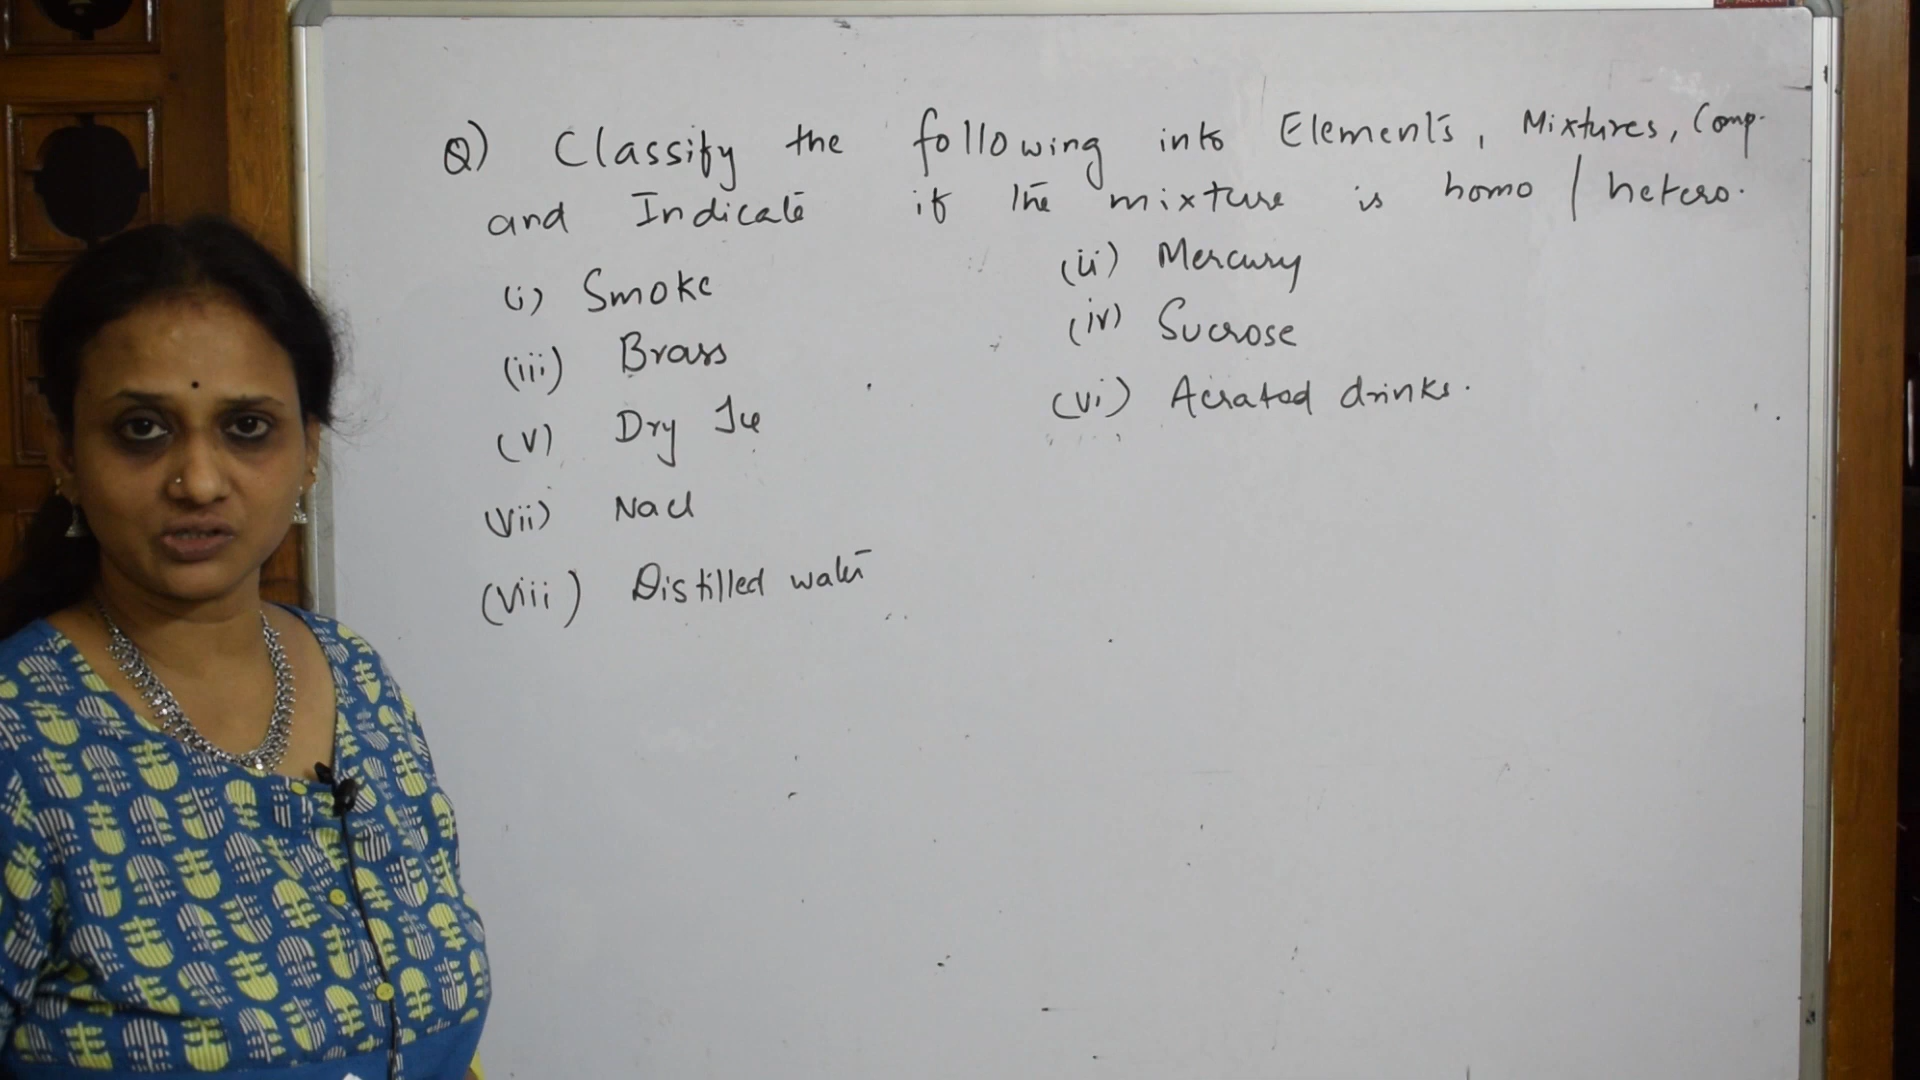 Q) Classify the following into Elements, Mixtures, Comp.
and Indicate if the mixture is homo / hetero.
(i) Smoke
(ii) Mercury
(iii) Brass
(iv) Sucrose
(v) Dry Ice
(vi) Aerated drinks.
(vii) NaCl
(viii) Distilled water